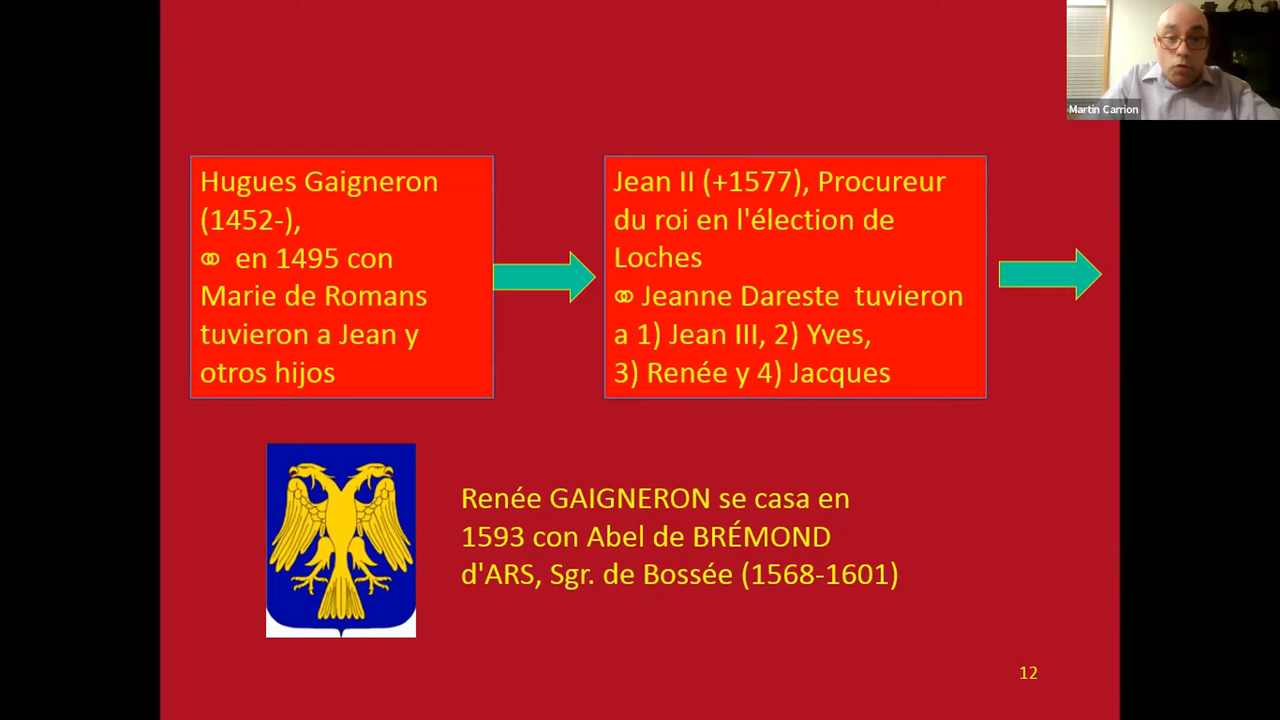 Martin Carrion
Hugues Gaigneron
(1452-),
⚭ en 1495 con
Marie de Romans
tuvieron a Jean y
otros hijos
Jean II (+1577), Procureur
du roi en l'élection de
Loches
⚭ Jeanne Dareste tuvieron
a 1) Jean III, 2) Yves,
3) Renée y 4) Jacques
Renée GAIGNERON se casa en
1593 con Abel de BRÉMOND
d'ARS, Sgr. de Bossée (1568-1601)
12